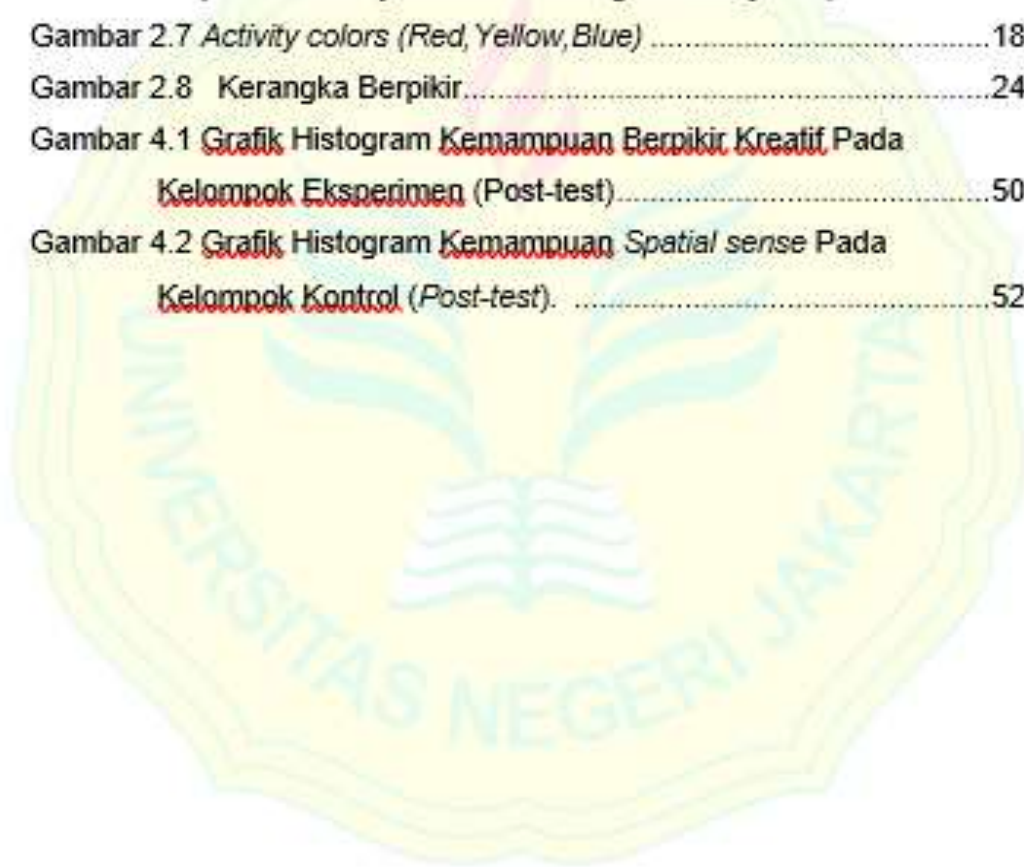 Gambar 2.7 Activity colors (Red,Yellow,Blue) ........................................18
Gambar 2.8 Kerangka Berpikir................................................................24
Gambar 4.1 Grafik Histogram Kemampuan Berpikir Kreatif Pada
Kelompok Eksperimen (Post-test)............................................50
Gambar 4.2 Grafik Histogram Kemampuan Spatial sense Pada
Kelompok Kontrol (Post-test). .................................................52
UNIVERSITAS NEGERI JAKARTA